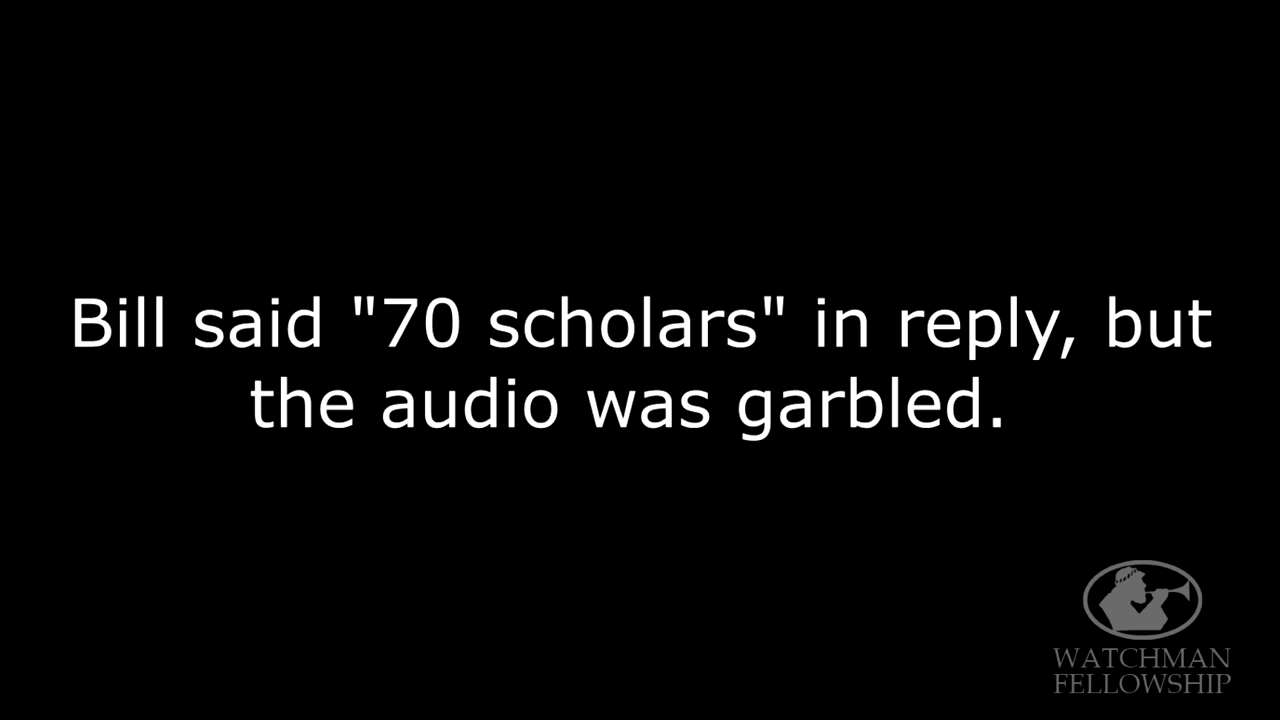 Bill said "70 scholars" in reply, but
the audio was garbled.
WATCHMAN
FELLOWSHIP